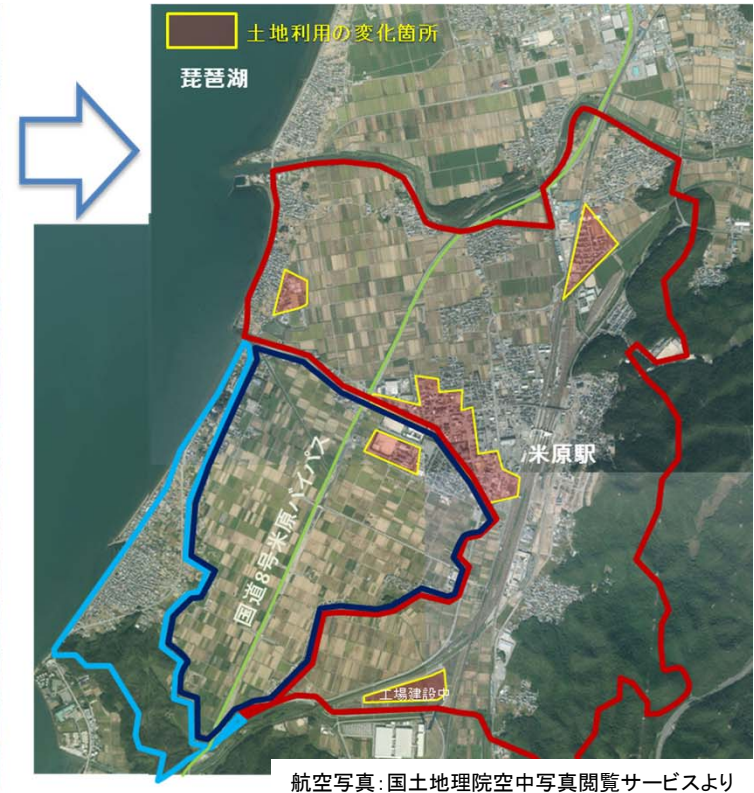 土地利用の変化箇所
琵琶湖
米原駅
国道8号米原バイパス
工場建設中
航空写真：国土地理院空中写真閲覧サービスより